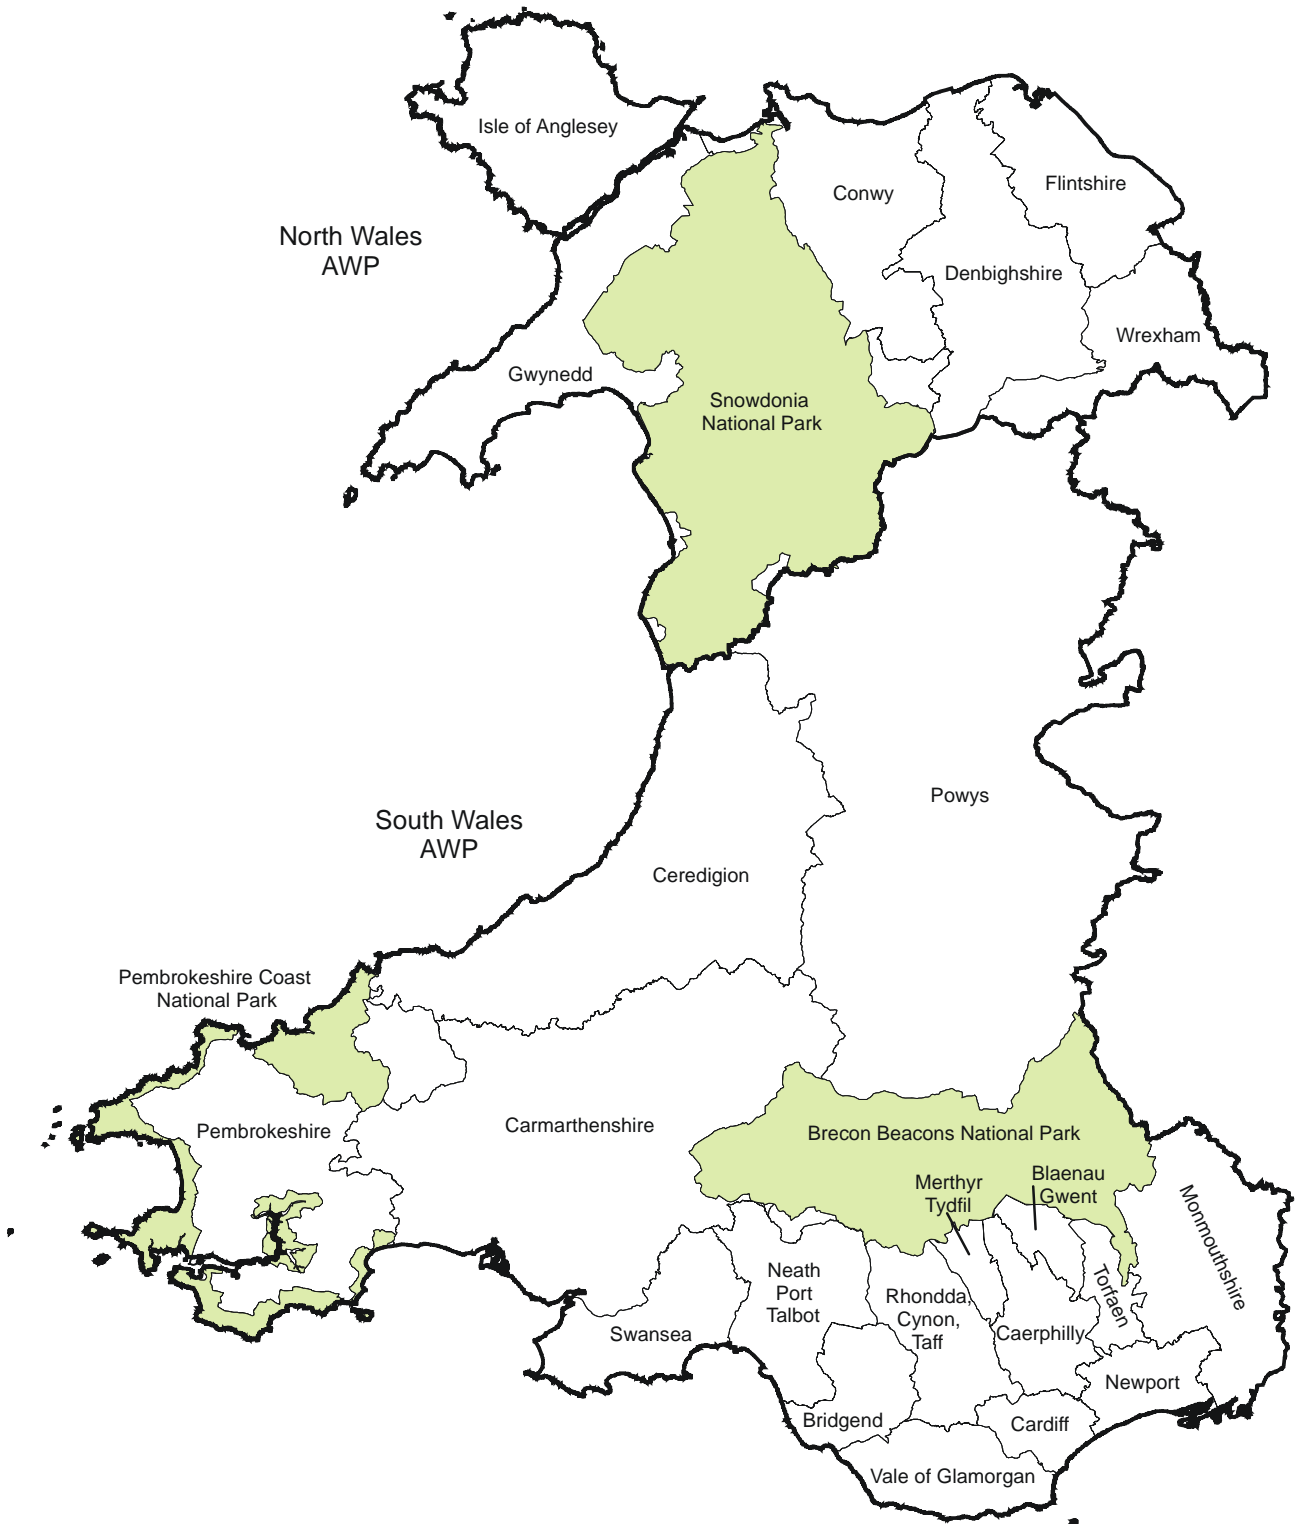 Isle of Anglesey
Conwy
Flintshire
North Wales
AWP
Denbighshire
Wrexham
Gwynedd
Snowdonia
National Park
Powys
South Wales
AWP
Ceredigion
Pembrokeshire Coast
National Park
Pembrokeshire
Carmarthenshire
Brecon Beacons National Park
Merthyr
Tydfil
Blaenau
Gwent
Monmouthshire
Neath
Port
Talbot
Rhondda,
Cynon,
Taff
Torfaen
Swansea
Caerphilly
Newport
Bridgend
Cardiff
Vale of Glamorgan